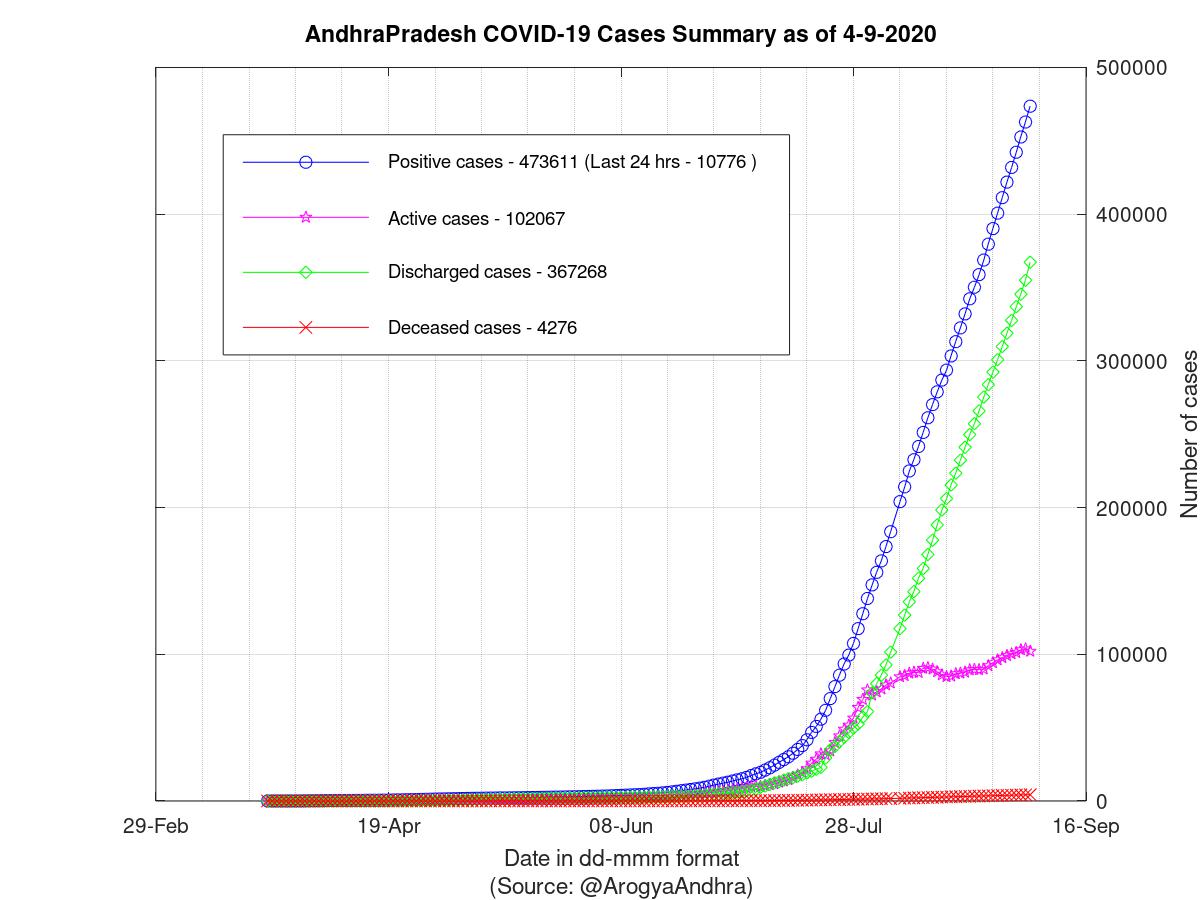 AndhraPradesh COVID-19 Cases Summary as of 4-9-2020
500000
Positive cases - 473611 (Last 24 hrs - 10776 )
Active cases - 102067
Discharged cases - 367268
Deceased cases - 4276
400000
300000
200000
100000
0
Number of cases
29-Feb 19-Apr 08-Jun 28-Jul 16-Sep
Date in dd-mmm format
(Source: @ArogyaAndhra)